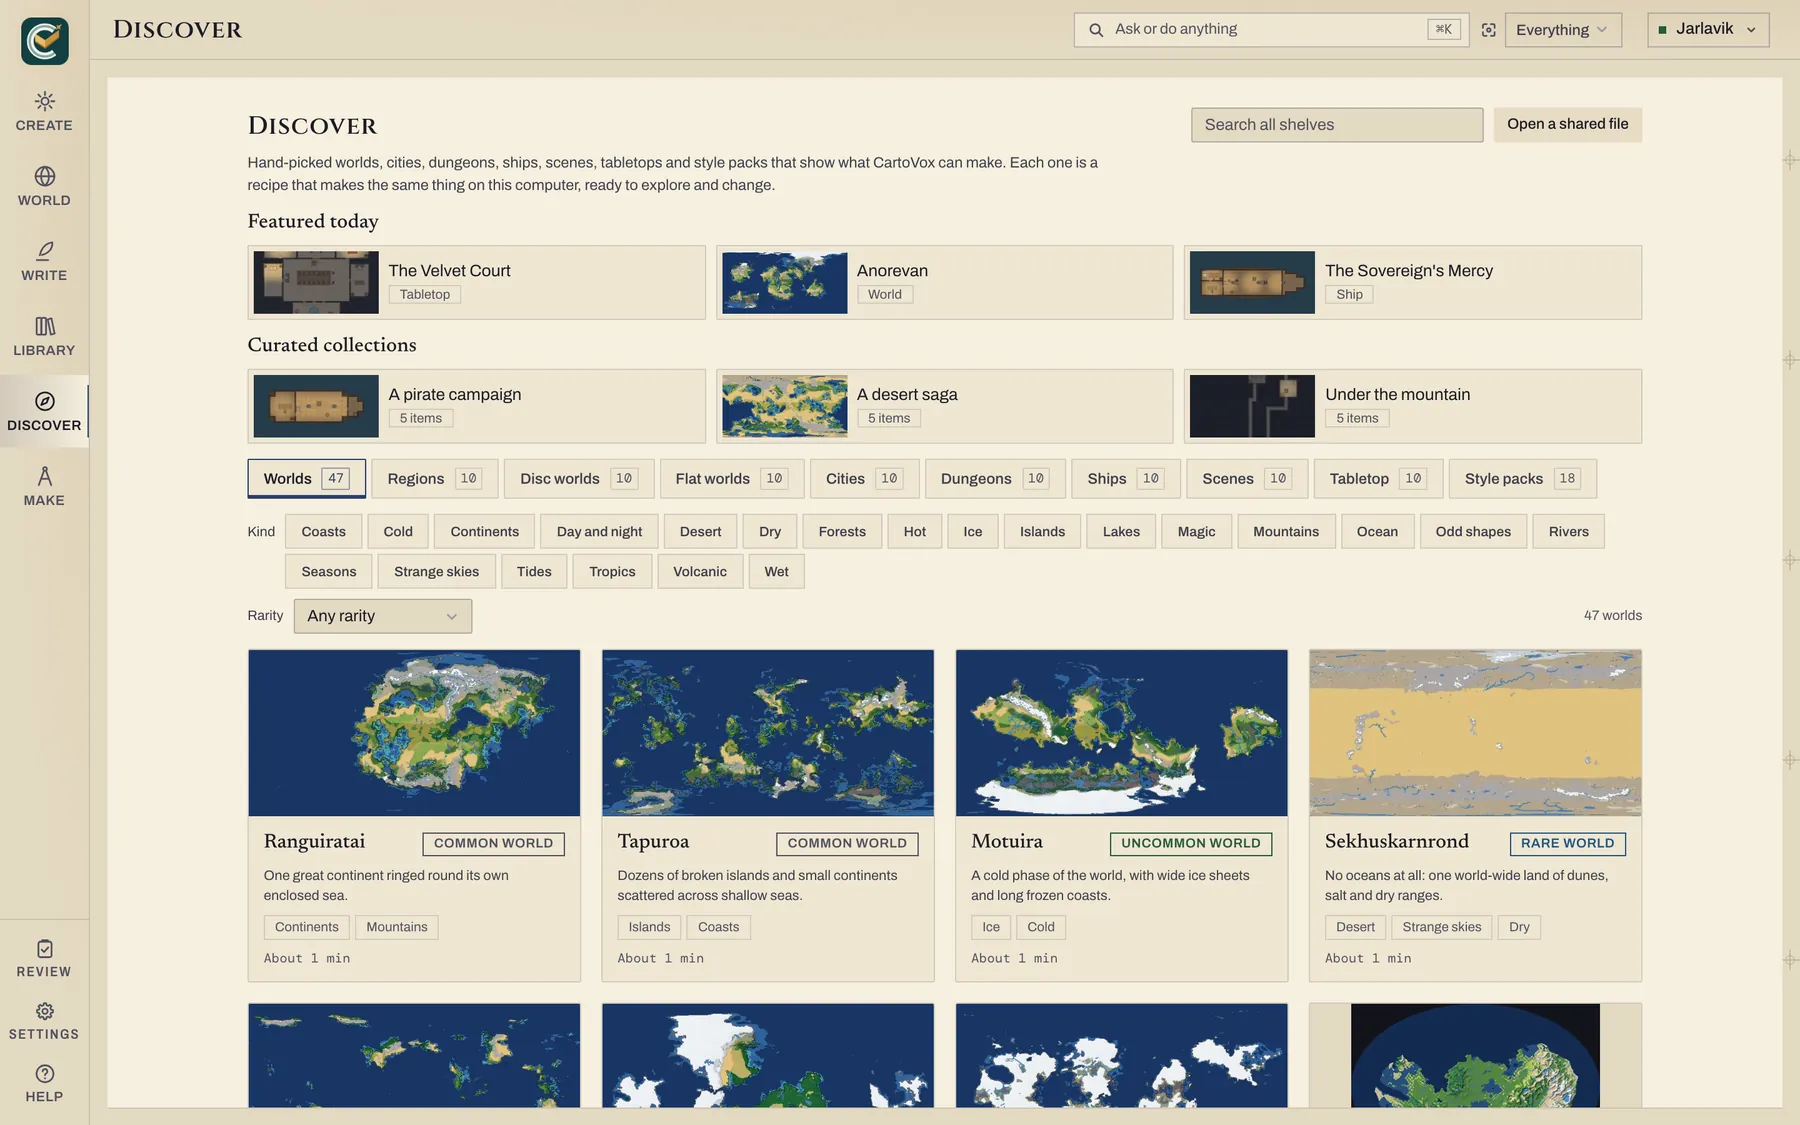 DISCOVER
Ask or do anything
⌘K
Everything
Jarlavik
CREATE
WORLD
WRITE
LIBRARY
DISCOVER
MAKE
REVIEW
SETTINGS
HELP
DISCOVER
Search all shelves
Open a shared file
Hand-picked worlds, cities, dungeons, ships, scenes, tabletops and style packs that show what CartoVox can make. Each one is a
recipe that makes the same thing on this computer, ready to explore and change.
Featured today
The Velvet Court
Tabletop
Anorevan
World
The Sovereign's Mercy
Ship
Curated collections
A pirate campaign
5 items
A desert saga
5 items
Under the mountain
5 items
Worlds 47 Regions 10 Disc worlds 10 Flat worlds 10 Cities 10 Dungeons 10 Ships 10 Scenes 10 Tabletop 10 Style packs 18
Kind Coasts Cold Continents Day and night Desert Dry Forests Hot Ice Islands Lakes Magic Mountains Ocean Odd shapes Rivers
Seasons Strange skies Tides Tropics Volcanic Wet
Rarity Any rarity
47 worlds
Ranguiratai
COMMON WORLD
One great continent ringed round its own
enclosed sea.
Continents Mountains
About 1 min
Tapuroa
COMMON WORLD
Dozens of broken islands and small continents
scattered across shallow seas.
Islands Coasts
About 1 min
Motuira
UNCOMMON WORLD
A cold phase of the world, with wide ice sheets
and long frozen coasts.
Ice Cold
About 1 min
Sekhuskarnrond
RARE WORLD
No oceans at all: one world-wide land of dunes,
salt and dry ranges.
Desert Strange skies Dry
About 1 min